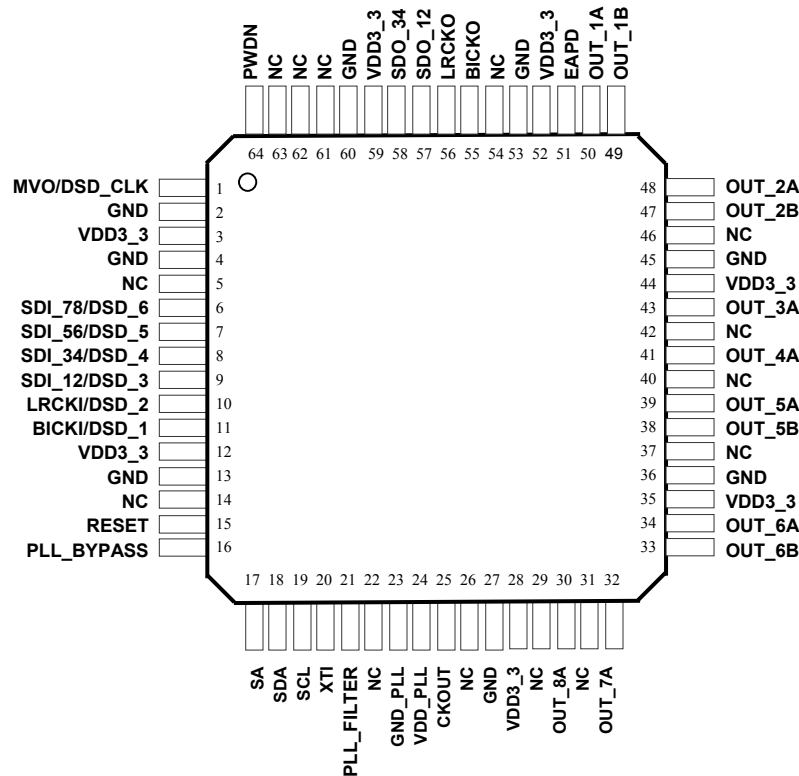 PWDN
NC
NC
NC
GND
VDD3_3
SDO_34
SDO_12
LRCKO
BICKO
NC
GND
VDD3_3
EAPD
OUT_1A
OUT_1B
64 63 62 61 60 59 58 57 56 55 54 53 52 51 50 49
MVO/DSD_CLK 1
GND 2
VDD3_3 3
GND 4
NC 5
SDI_78/DSD_6 6
SDI_56/DSD_5 7
SDI_34/DSD_4 8
SDI_12/DSD_3 9
LRCKI/DSD_2 10
BICKI/DSD_1 11
VDD3_3 12
GND 13
NC 14
RESET 15
PLL_BYPASS 16
48 OUT_2A
47 OUT_2B
46 NC
45 GND
44 VDD3_3
43 OUT_3A
42 NC
41 OUT_4A
40 NC
39 OUT_5A
38 OUT_5B
37 NC
36 GND
35 VDD3_3
34 OUT_6A
33 OUT_6B
17 18 19 20 21 22 23 24 25 26 27 28 29 30 31 32
SA
SDA
SCL
XTI
PLL_FILTER
NC
GND_PLL
VDD_PLL
CKOUT
NC
GND
VDD3_3
NC
OUT_8A
NC
OUT_7A